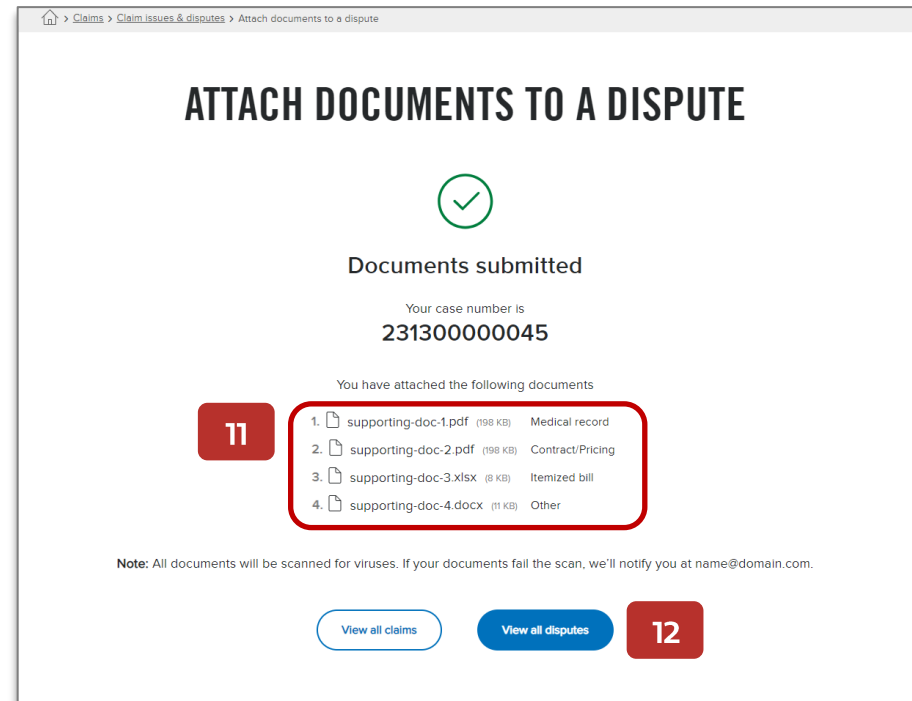 > Claims > Claim issues & disputes > Attach documents to a dispute
ATTACH DOCUMENTS TO A DISPUTE
Documents submitted
Your case number is
231300000045
You have attached the following documents
11
1. supporting-doc-1.pdf (198 KB) Medical record
2. supporting-doc-2.pdf (198 KB) Contract/Pricing
3. supporting-doc-3.xlsx (8 KB) Itemized bill
4. supporting-doc-4.docx (11 KB) Other
Note: All documents will be scanned for viruses. If your documents fail the scan, we'll notify you at name@domain.com.
View all claims View all disputes 12